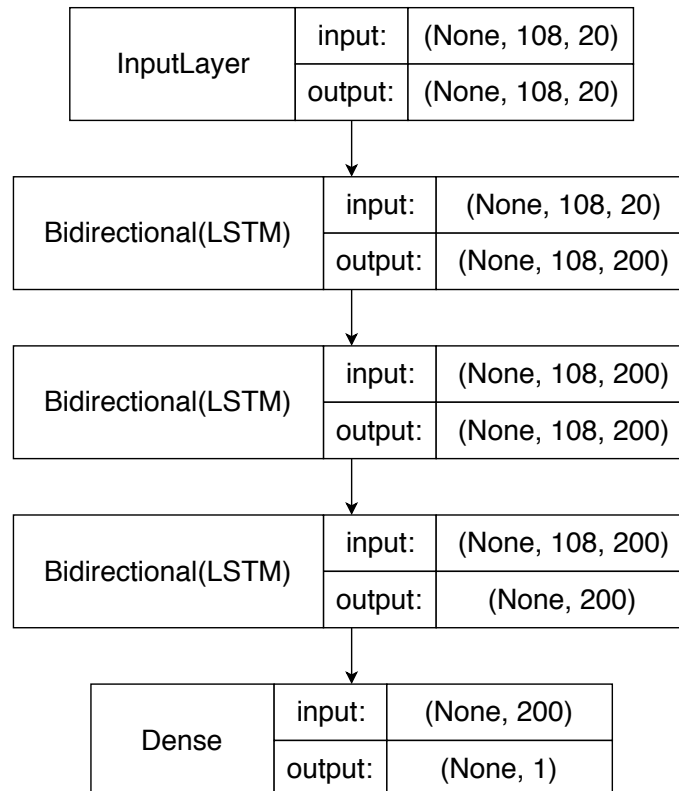 InputLayer
input: (None, 108, 20)
output: (None, 108, 20)
Bidirectional(LSTM)
input: (None, 108, 20)
output: (None, 108, 200)
Bidirectional(LSTM)
input: (None, 108, 200)
output: (None, 108, 200)
Bidirectional(LSTM)
input: (None, 108, 200)
output: (None, 200)
Dense
input: (None, 200)
output: (None, 1)